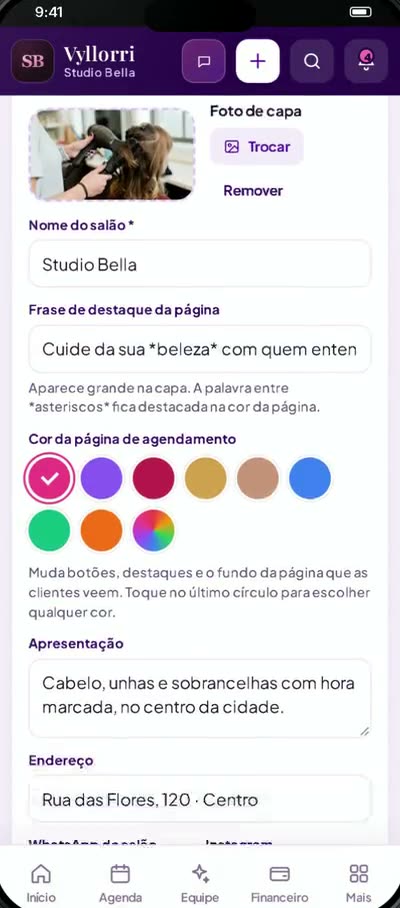 9:41
SB
Vyllorri
Studio Bella
Foto de capa
Trocar
Remover
Nome do salão *
Studio Bella
Frase de destaque da página
Cuide da sua *beleza* com quem enten
Aparece grande na capa. A palavra entre
*asteriscos* fica destacada na cor da página.
Cor da página de agendamento
Muda botões, destaques e o fundo da página que as
clientes veem. Toque no último círculo para escolher
qualquer cor.
Apresentação
Cabelo, unhas e sobrancelhas com hora
marcada, no centro da cidade.
Endereço
Rua das Flores, 120 · Centro
WhatsApp do salão Instagram
Início Agenda Equipe Financeiro Mais